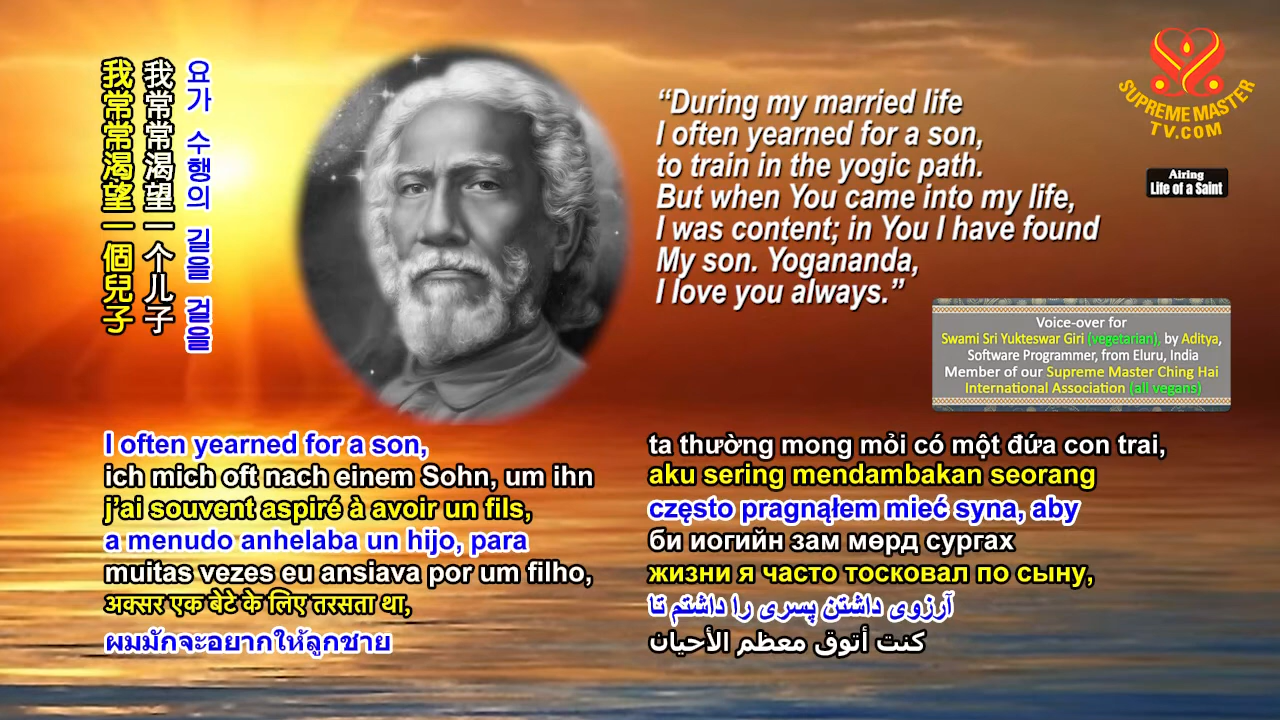 요가 수행의 길을 걸을
我常常渴望一个儿子
我常常渴望一個兒子
“During my married life
I often yearned for a son,
to train in the yogic path.
But when You came into my life,
I was content; in You I have found
My son. Yogananda,
I love you always.”
SUPREME MASTER
TV.COM
Airing
Life of a Saint
Voice-over for
Swami Sri Yukteswar Giri (vegetarian), by Aditya,
Software Programmer, from Eluru, India
Member of our Supreme Master Ching Hai
International Association (all vegans)
I often yearned for a son,
ich mich oft nach einem Sohn, um ihn
j’ai souvent aspiré à avoir un fils,
a menudo anhelaba un hijo, para
muitas vezes eu ansiava por um filho,
अक्सर एक बेटे के लिए तरसता था,
ผมมักจะอยากให้ลูกชาย
ta thường mong mỏi có một đứa con trai,
aku sering mendambakan seorang
często pragnąłem mieć syna, aby
би иогийн зам мөрд сургах
жизни я часто тосковал по сыну,
آرزوی داشتن پسری را داشتم تا
كنت أتوق معظم الأحيان